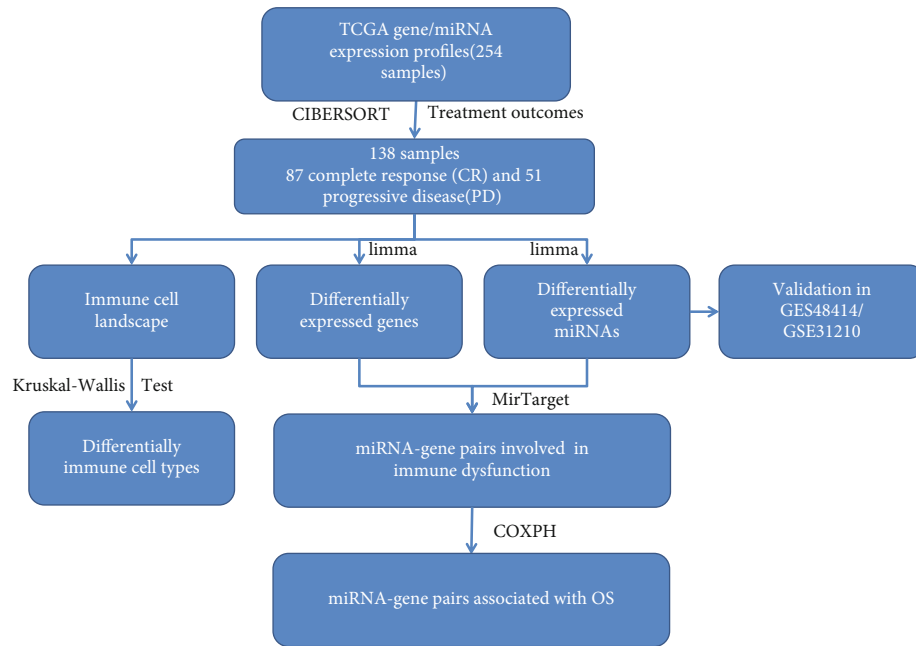 TCGA gene/miRNA
expression profiles(254
samples)
CIBERSORT
Treatment outcomes
138 samples
87 complete response (CR) and 51
progressive disease(PD)
limma
limma
Immune cell
landscape
Differentially
expressed genes
Differentially
expressed
miRNAs
Validation in
GES48414/
GSE31210
Kruskal-Wallis
Test
MirTarget
Differentially
immune cell types
miRNA-gene pairs involved in
immune dysfunction
COXPH
miRNA-gene pairs associated with OS